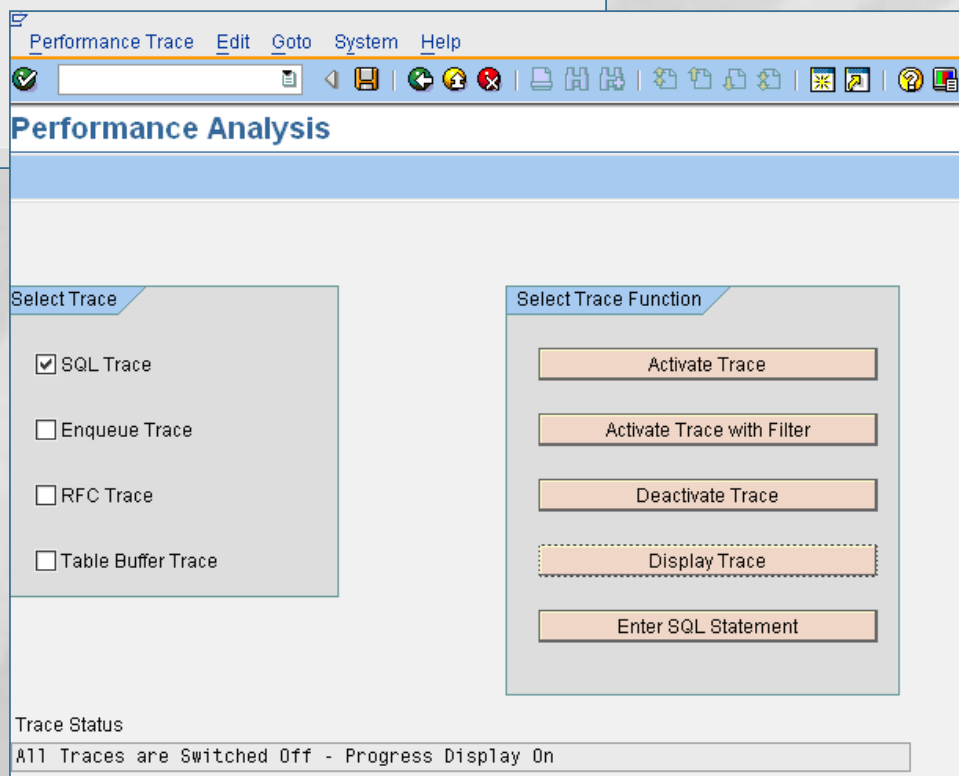 Performance Trace Edit Goto System Help
Performance Analysis
Select Trace
Select Trace Function
SQL Trace
Activate Trace
Enqueue Trace
Activate Trace with Filter
RFC Trace
Deactivate Trace
Table Buffer Trace
Display Trace
Enter SQL Statement
Trace Status
All Traces are Switched Off - Progress Display On